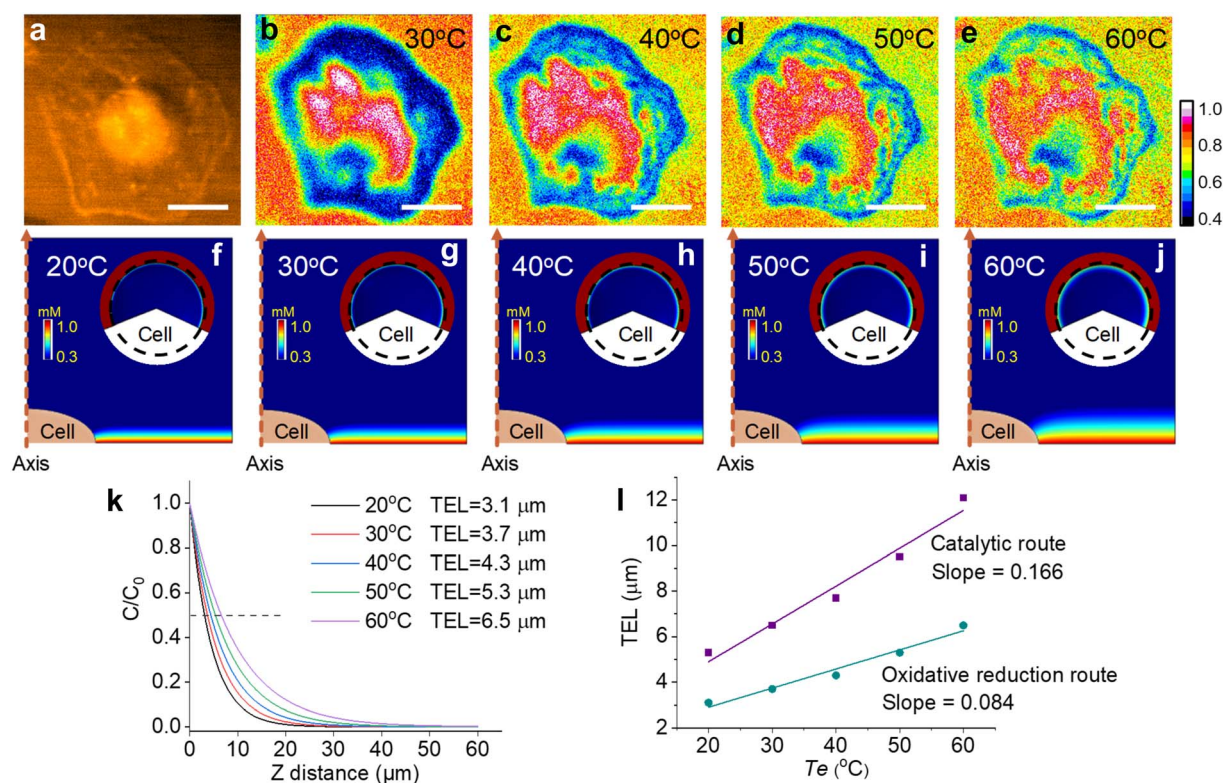 a
b
30°C
c
40°C
d
50°C
e
60°C
1.0
0.8
0.6
0.4
20°C
f
mM
1.0
0.3
Cell
Cell
Axis
30°C
g
mM
1.0
0.3
Cell
Cell
Axis
40°C
h
mM
1.0
0.3
Cell
Cell
Axis
50°C
i
mM
1.0
0.3
Cell
Cell
Axis
60°C
j
mM
1.0
0.3
Cell
Cell
Axis
k
1.0
0.8
0.6
0.4
0.2
0.0
C/C₀
0 10 20 30 40 50 60
Z distance (μm)
20°C TEL=3.1 μm
30°C TEL=3.7 μm
40°C TEL=4.3 μm
50°C TEL=5.3 μm
60°C TEL=6.5 μm
l
12
10
8
6
4
2
TEL (μm)
Catalytic route
Slope = 0.166
Oxidative reduction route
Slope = 0.084
20 30 40 50 60
Te (°C)